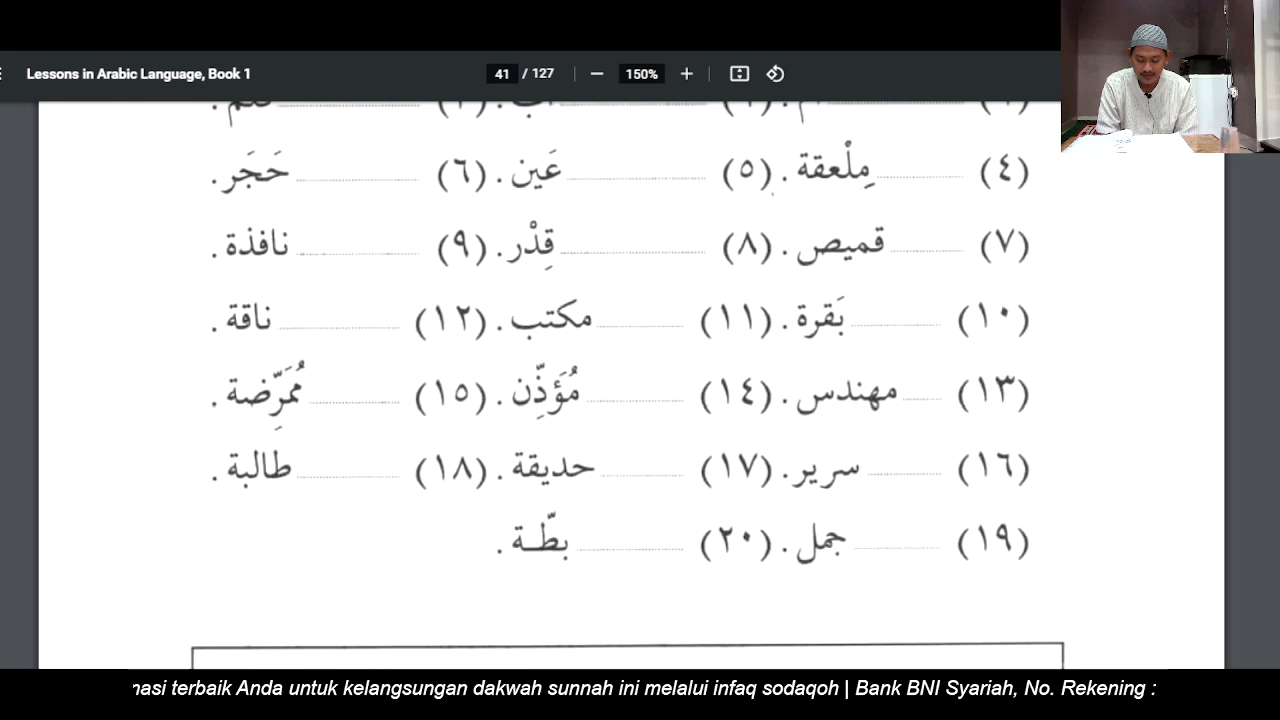 Lessons in Arabic Language, Book 1
41 / 127 150%
(٤) ............ مِلْعقة . (٥) ............ عَين . (٦) ............ حَجَر .
(٧) ............ قميص . (٨) ............ قِدْر . (٩) ............ نافذة .
(١٠) ............ بَقرة . (١١) ............ مكتب . (١٢) ............ ناقة .
(١٣) ............ مهندس . (١٤) ............ مُؤَذِّن . (١٥) ............ مُمَرِّضة .
(١٦) ............ سرير . (١٧) ............ حديقة . (١٨) ............ طالبة .
(١٩) ............ جمل . (٢٠) ............ بطّـة .
terbaik Anda untuk kelangsungan dakwah sunnah ini melalui infaq sodaqoh | Bank BNI Syariah, No. Rekening :